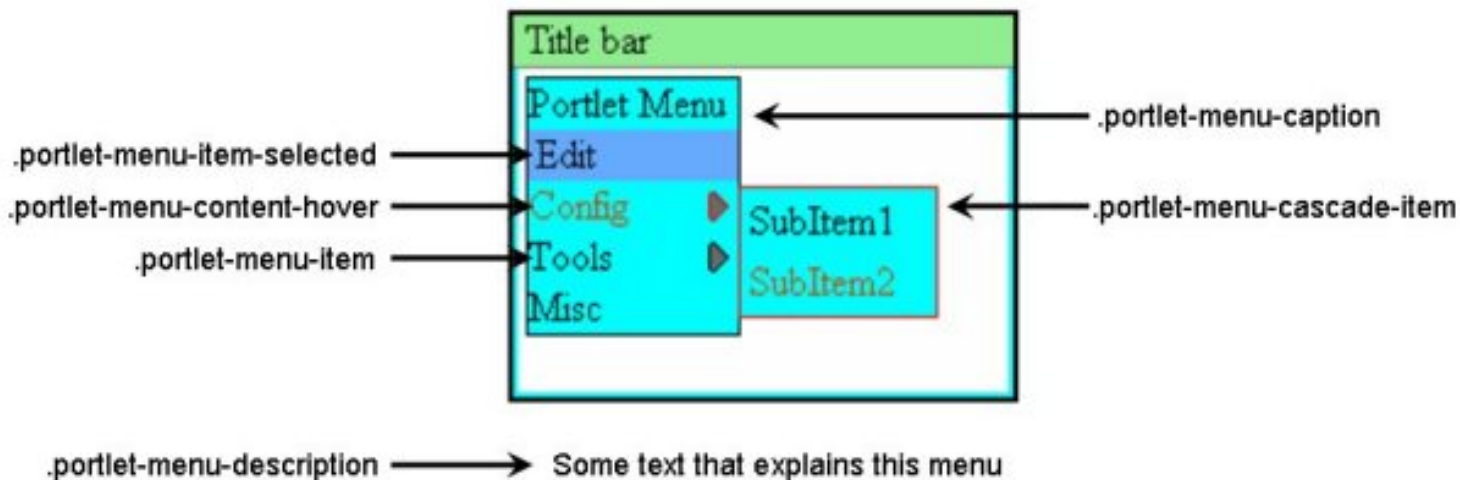 Title bar
Portlet Menu
.portlet-menu-caption
.portlet-menu-item-selected
Edit
.portlet-menu-content-hover
Config
SubItem1
.portlet-menu-cascade-item
.portlet-menu-item
Tools
SubItem2
Misc
.portlet-menu-description
Some text that explains this menu